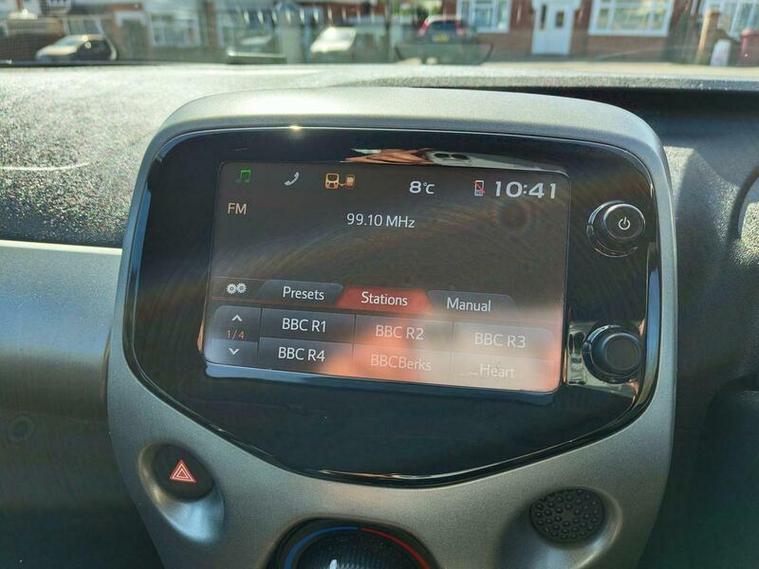 8°C 10:41
FM
99.10 MHz
Presets Stations Manual
1/4
BBC R1 BBC R2 BBC R3
BBC R4 BBCBerks Heart